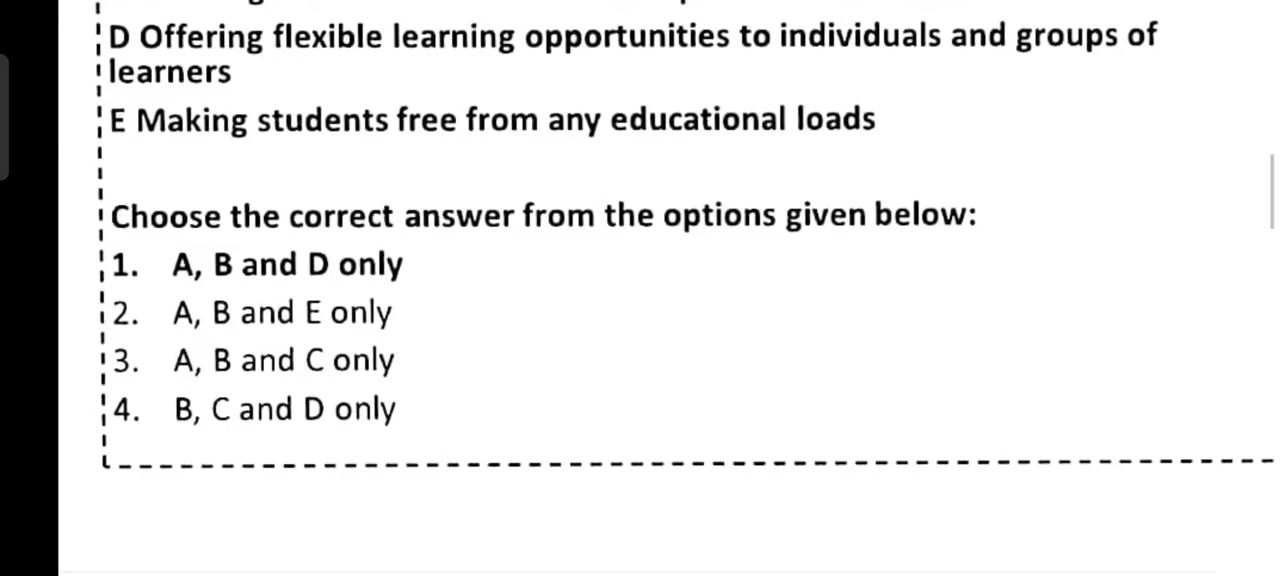 D Offering flexible learning opportunities to individuals and groups of
learners
E Making students free from any educational loads
Choose the correct answer from the options given below:
1. A, B and D only
2. A, B and E only
3. A, B and C only
4. B, C and D only